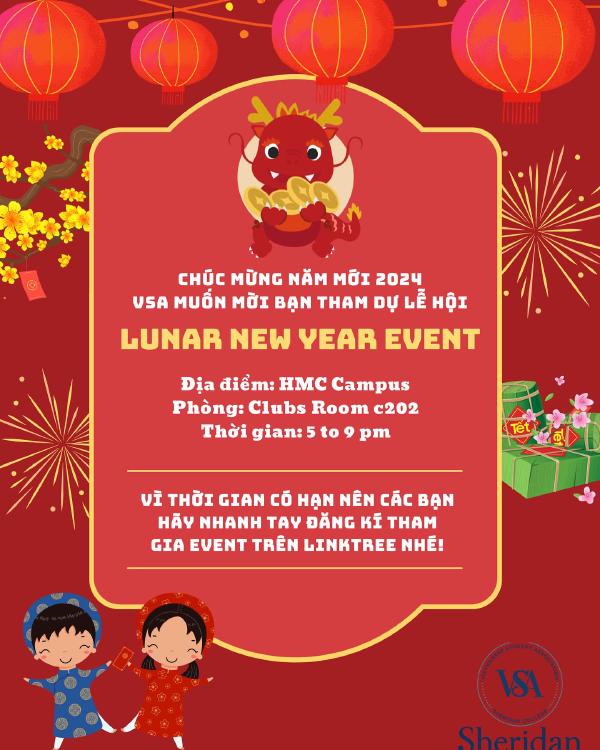 CHÚC MỪNG NĂM MỚI 2024
VSA MUỐN MỜI BẠN THAM DỰ LỄ HỘI
LUNAR NEW YEAR EVENT
Địa điểm: HMC Campus
Phòng: Clubs Room c202
Thời gian: 5 to 9 pm
Tết
VÌ THỜI GIAN CÓ HẠN NÊN CÁC BẠN
HÃY NHANH TAY ĐĂNG KÍ THAM
GIA EVENT TRÊN LINKTREE NHÉ!
VSA
Sheridan